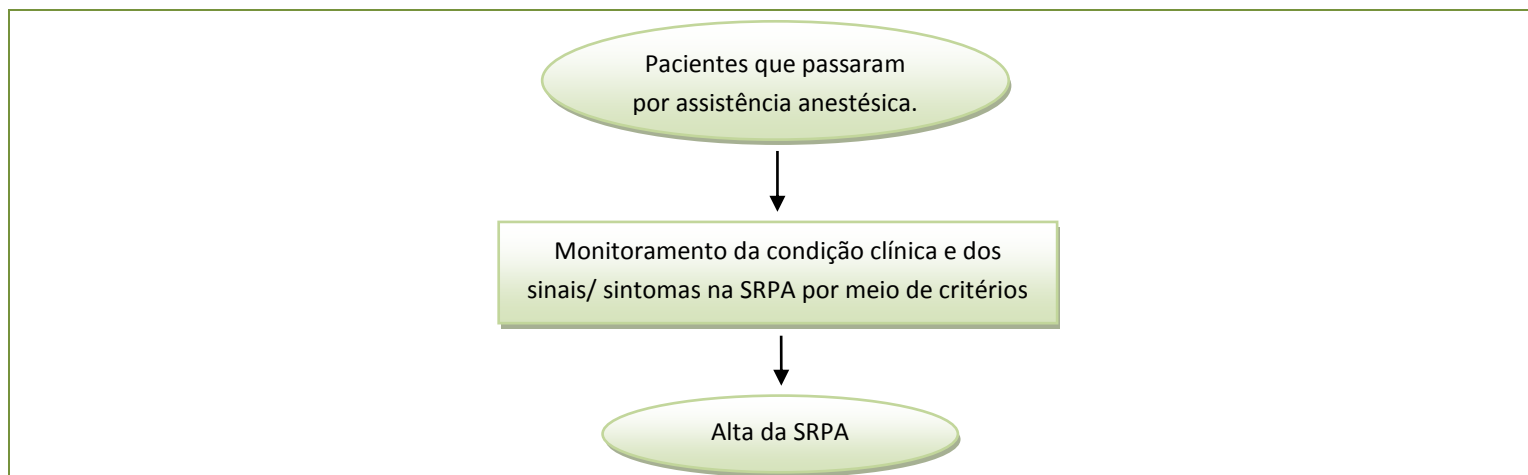 Pacientes que passaram
por assistência anestésica.
Monitoramento da condição clínica e dos
sinais/ sintomas na SRPA por meio de critérios
Alta da SRPA